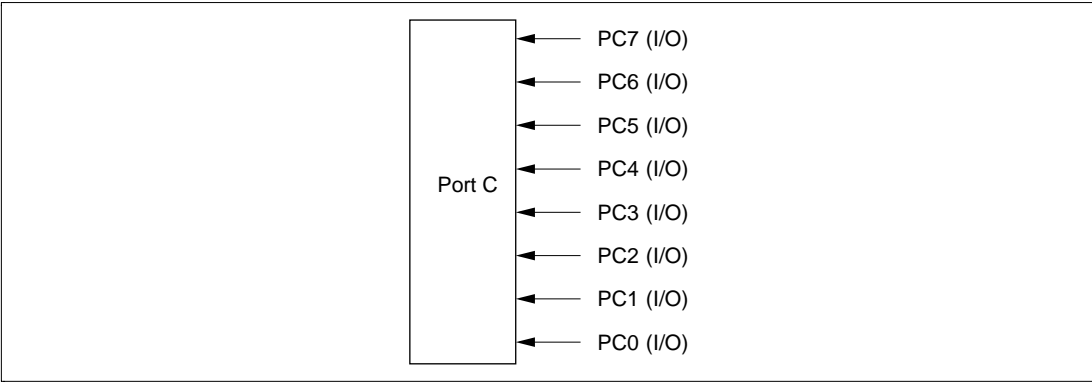 PC7 (I/O)
PC6 (I/O)
PC5 (I/O)
PC4 (I/O)
Port C
PC3 (I/O)
PC2 (I/O)
PC1 (I/O)
PC0 (I/O)